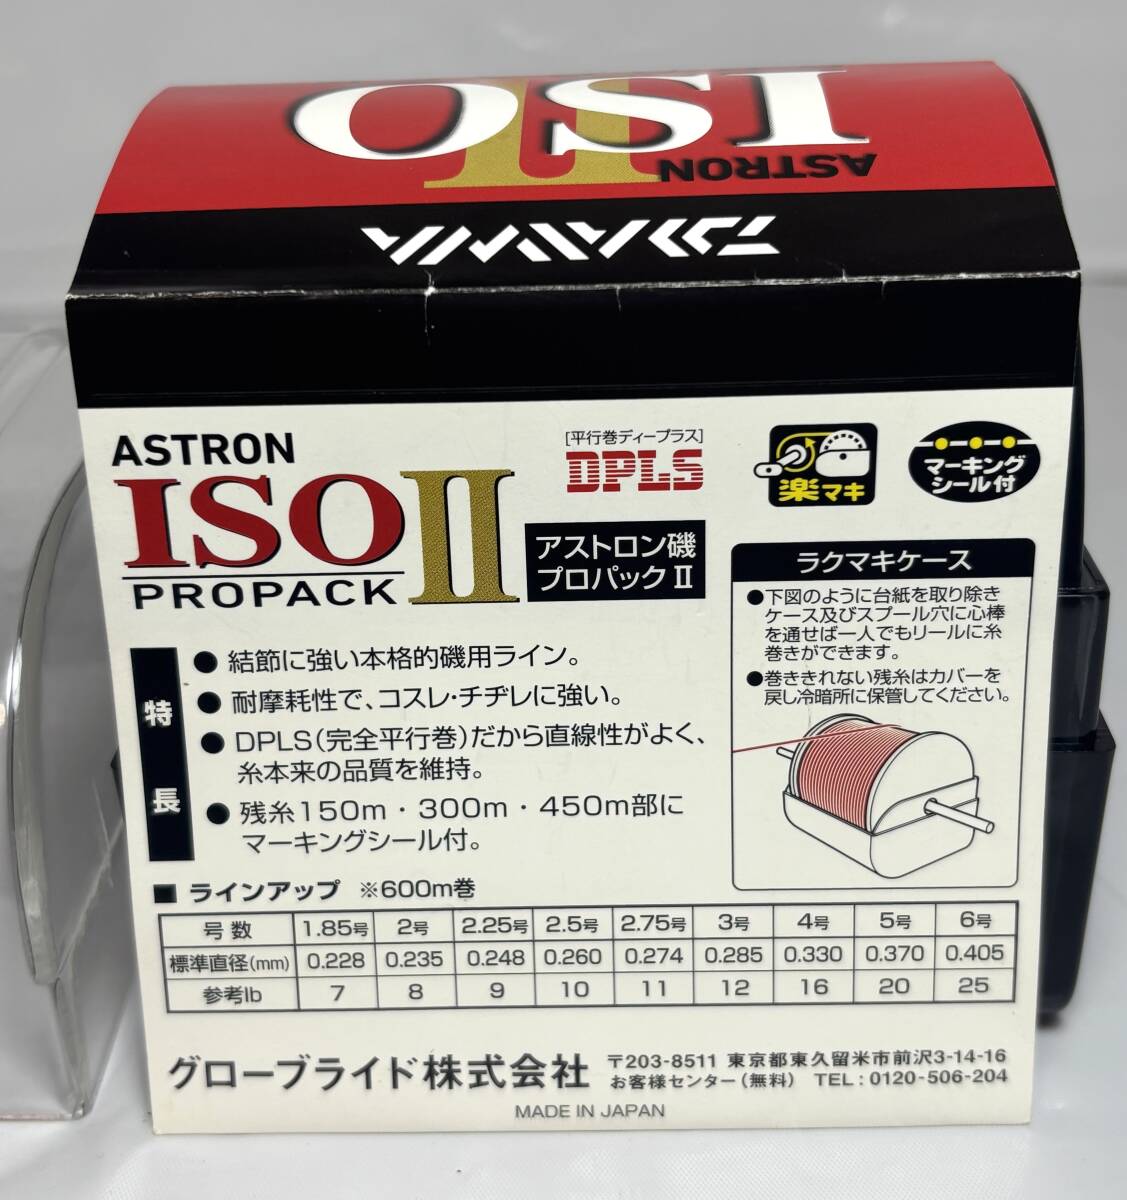 ISO II
ASTRON
DAIWA
ASTRON
ISO II
PROPACK
[平行巻ディープラス]
DPLS
アストロン磯
プロパックⅡ
楽マキ
マーキング
シール付
特長
●結節に強い本格的磯用ライン。
●耐摩耗性で、コスレ・チヂレに強い。
●DPLS(完全平行巻)だから直線性がよく、
糸本来の品質を維持。
●残糸150m・300m・450m部に
マーキングシール付。
ラクマキケース
●下図のように台紙を取り除き
ケース及びスプール穴に心棒
を通せば一人でもリールに糸
巻きができます。
●巻ききれない残糸はカバーを
戻し冷暗所に保管してください。
■ ラインアップ ※600m巻
号数 1.85号 2号 2.25号 2.5号 2.75号 3号 4号 5号 6号
標準直径(mm) 0.228 0.235 0.248 0.260 0.274 0.285 0.330 0.370 0.405
参考lb 7 8 9 10 11 12 16 20 25
グローブライド株式会社
〒203-8511 東京都東久留米市前沢3-14-16
お客様センター(無料) TEL:0120-506-204
MADE IN JAPAN